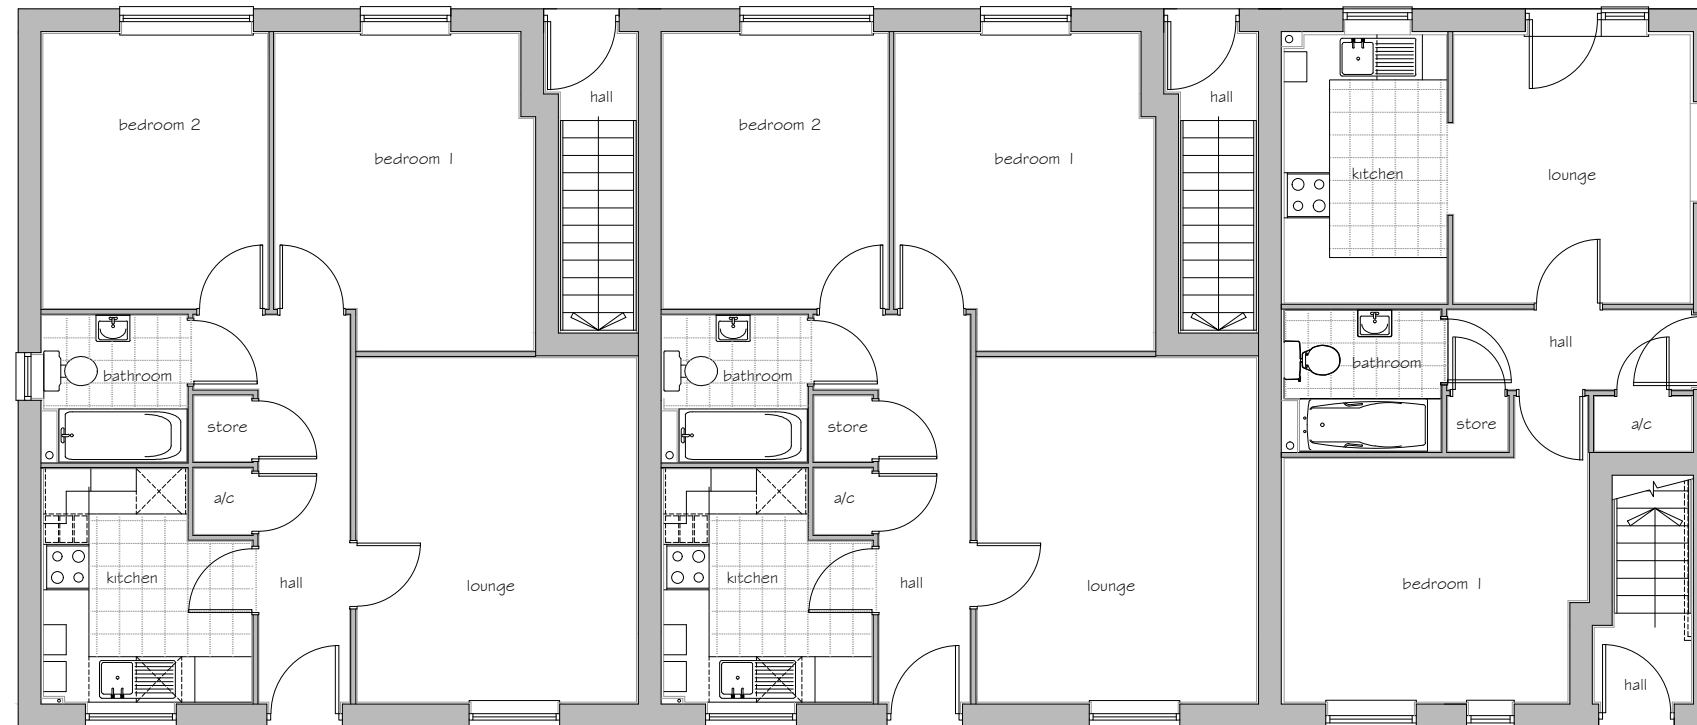 bedroom 2
bedroom 1
hall
bathroom
store
a/c
kitchen
hall
lounge
bedroom 2
bedroom 1
hall
bathroom
store
a/c
kitchen
hall
lounge
kitchen
lounge
hall
bathroom
store
a/c
bedroom 1
hall